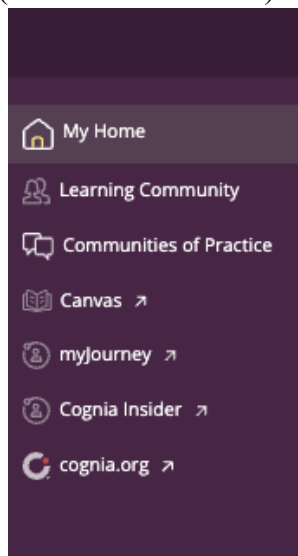 My Home
Learning Community
Communities of Practice
Canvas ↗
myJourney ↗
Cognia Insider ↗
cognia.org ↗